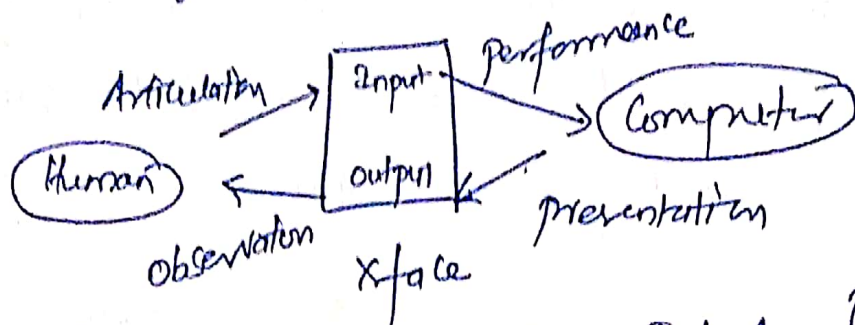 Performance
Articulation
Input
Computer
Human
output
Presentation
Observation
Xface